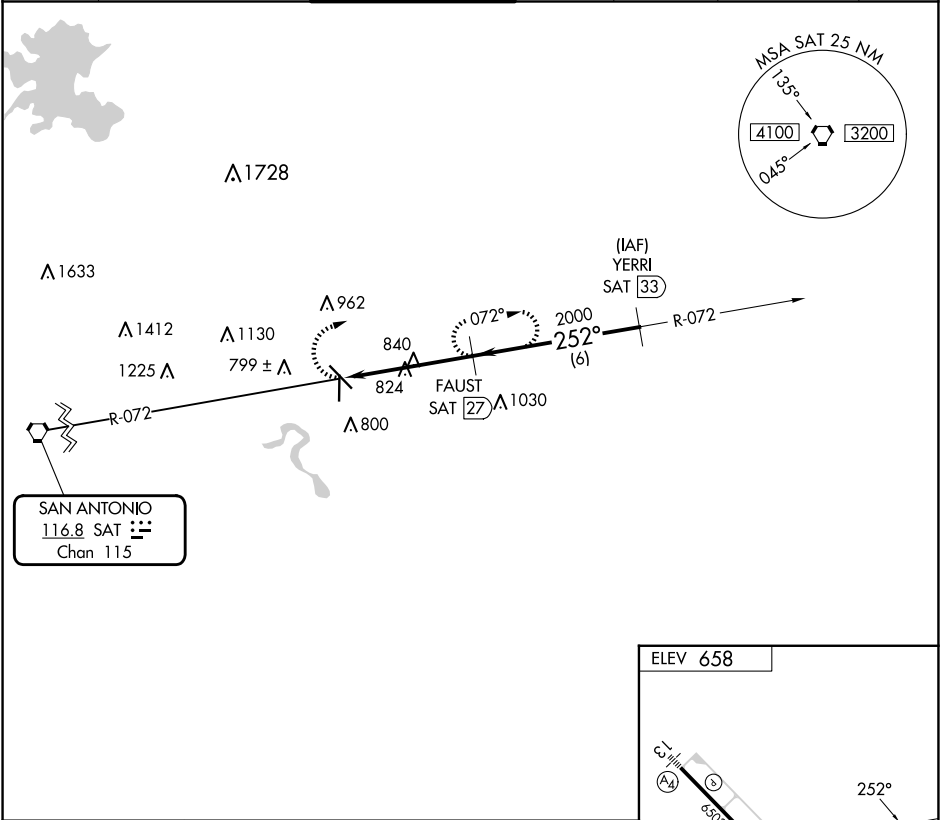 MSA SAT 25 NM
135°
4100
3200
045°
1728
(IAF)
YERRI
SAT 33
1633
962
072°
2000
R-072
252°
(6)
1412
1130
840
1225
799 ±
824
FAUST
SAT 27
1030
R-072
800
SAN ANTONIO
116.8 SAT
Chan 115
ELEV 658
13
A4
P
252°